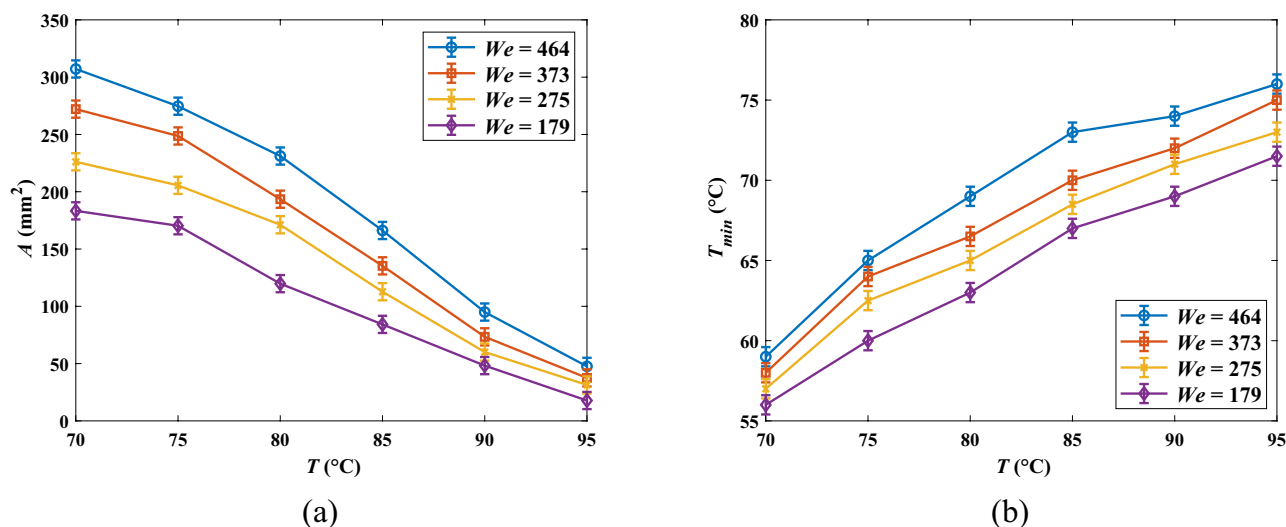 350
300
250
200
150
100
50
0
A (mm²)
70 75 80 85 90 95
T (°C)
We = 464
We = 373
We = 275
We = 179
(a)
80
75
70
65
60
55
T_min (°C)
70 75 80 85 90 95
T (°C)
We = 464
We = 373
We = 275
We = 179
(b)